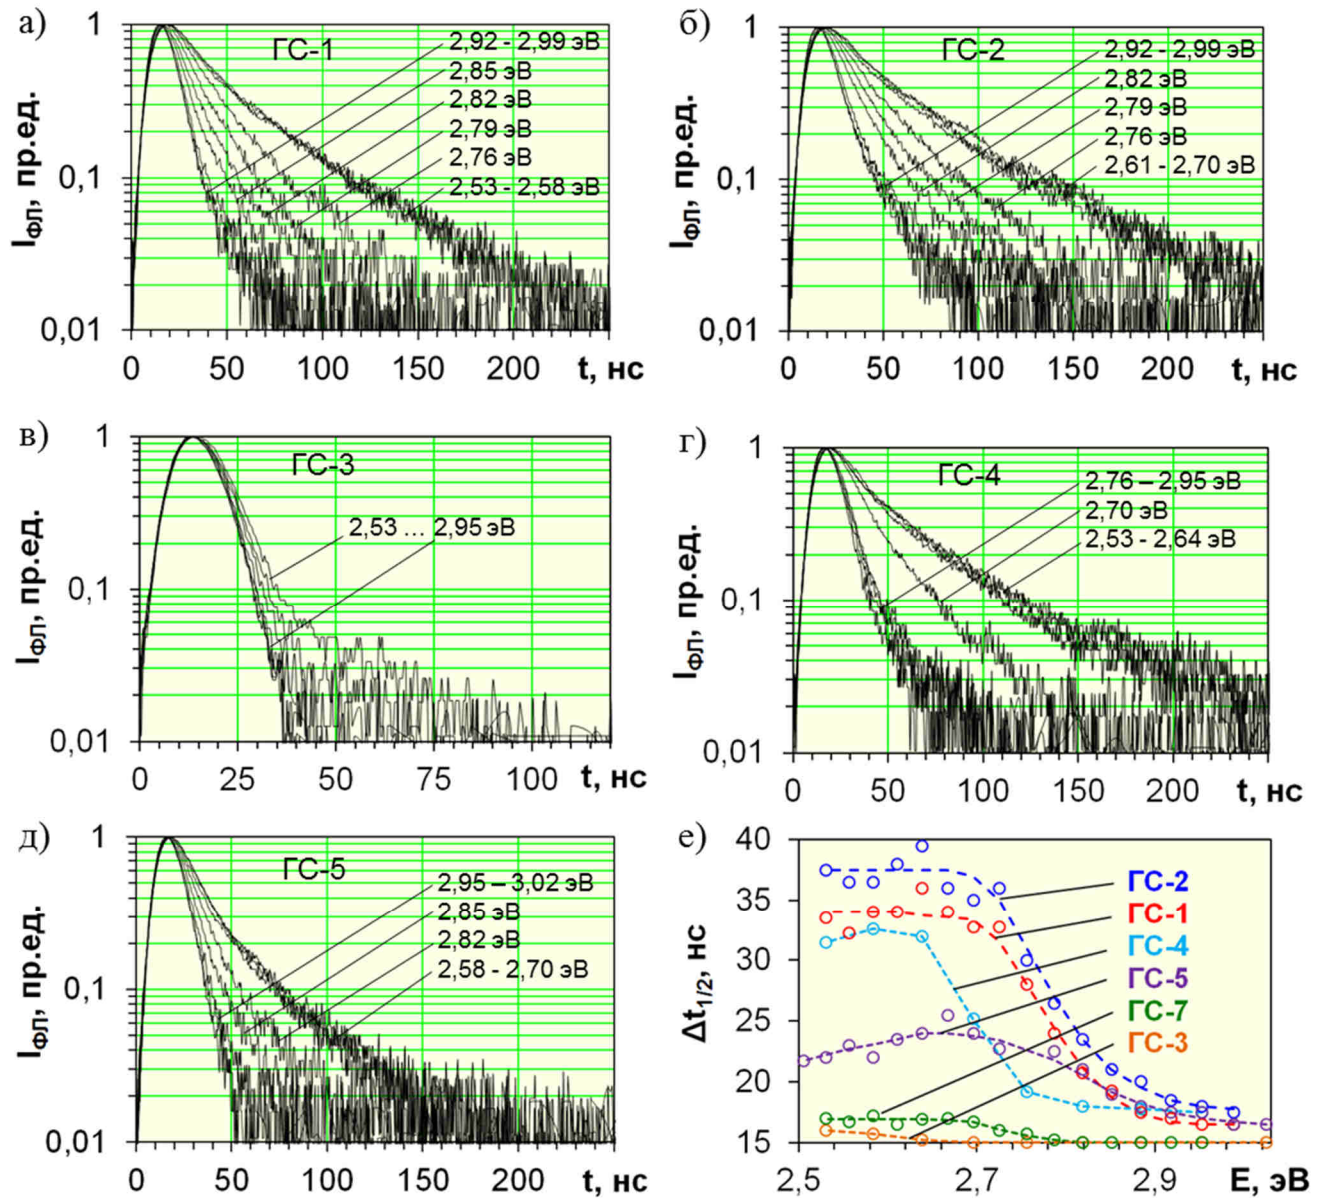 а)
ГС-1
2,92 - 2,99 эВ
2,85 эВ
2,82 эВ
2,79 эВ
2,76 эВ
2,53 - 2,58 эВ
1
0,1
0,01
IФЛ, пр.ед.
0 50 100 150 200 t, нс
б)
ГС-2
2,92 - 2,99 эВ
2,82 эВ
2,79 эВ
2,76 эВ
2,61 - 2,70 эВ
1
0,1
0,01
IФЛ, пр.ед.
0 50 100 150 200 t, нс
в)
ГС-3
2,53 ... 2,95 эВ
1
0,1
0,01
IФЛ, пр.ед.
0 25 50 75 100 t, нс
г)
ГС-4
2,76 – 2,95 эВ
2,70 эВ
2,53 - 2,64 эВ
1
0,1
0,01
IФЛ, пр.ед.
0 50 100 150 200 t, нс
д)
ГС-5
2,95 – 3,02 эВ
2,85 эВ
2,82 эВ
2,58 - 2,70 эВ
1
0,1
0,01
IФЛ, пр.ед.
0 50 100 150 200 t, нс
е)
ГС-2
ГС-1
ГС-4
ГС-5
ГС-7
ГС-3
40
35
30
25
20
15
Δt1/2, нс
2,5 2,7 2,9 E, эВ